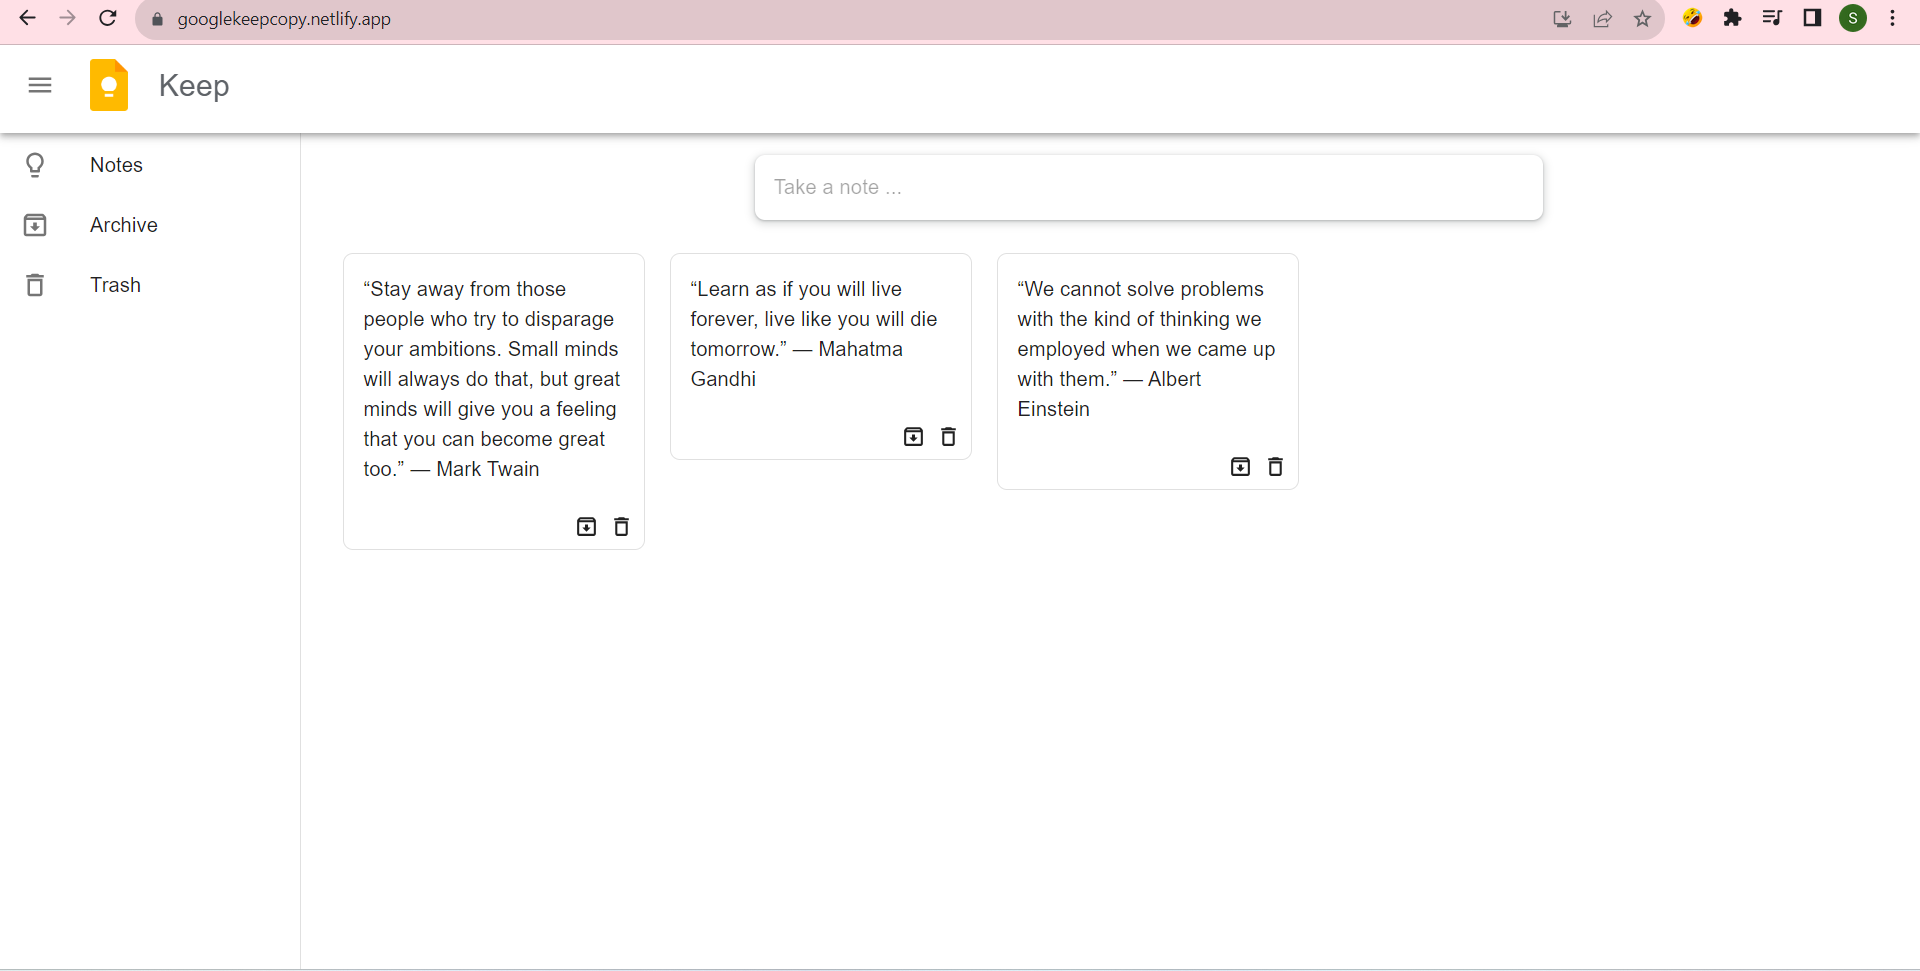 googlekeepcopy.netlify.app
S
Keep
Notes
Archive
Trash
Take a note ...
“Stay away from those
people who try to disparage
your ambitions. Small minds
will always do that, but great
minds will give you a feeling
that you can become great
too.” — Mark Twain
“Learn as if you will live
forever, live like you will die
tomorrow.” — Mahatma
Gandhi
“We cannot solve problems
with the kind of thinking we
employed when we came up
with them.” — Albert
Einstein